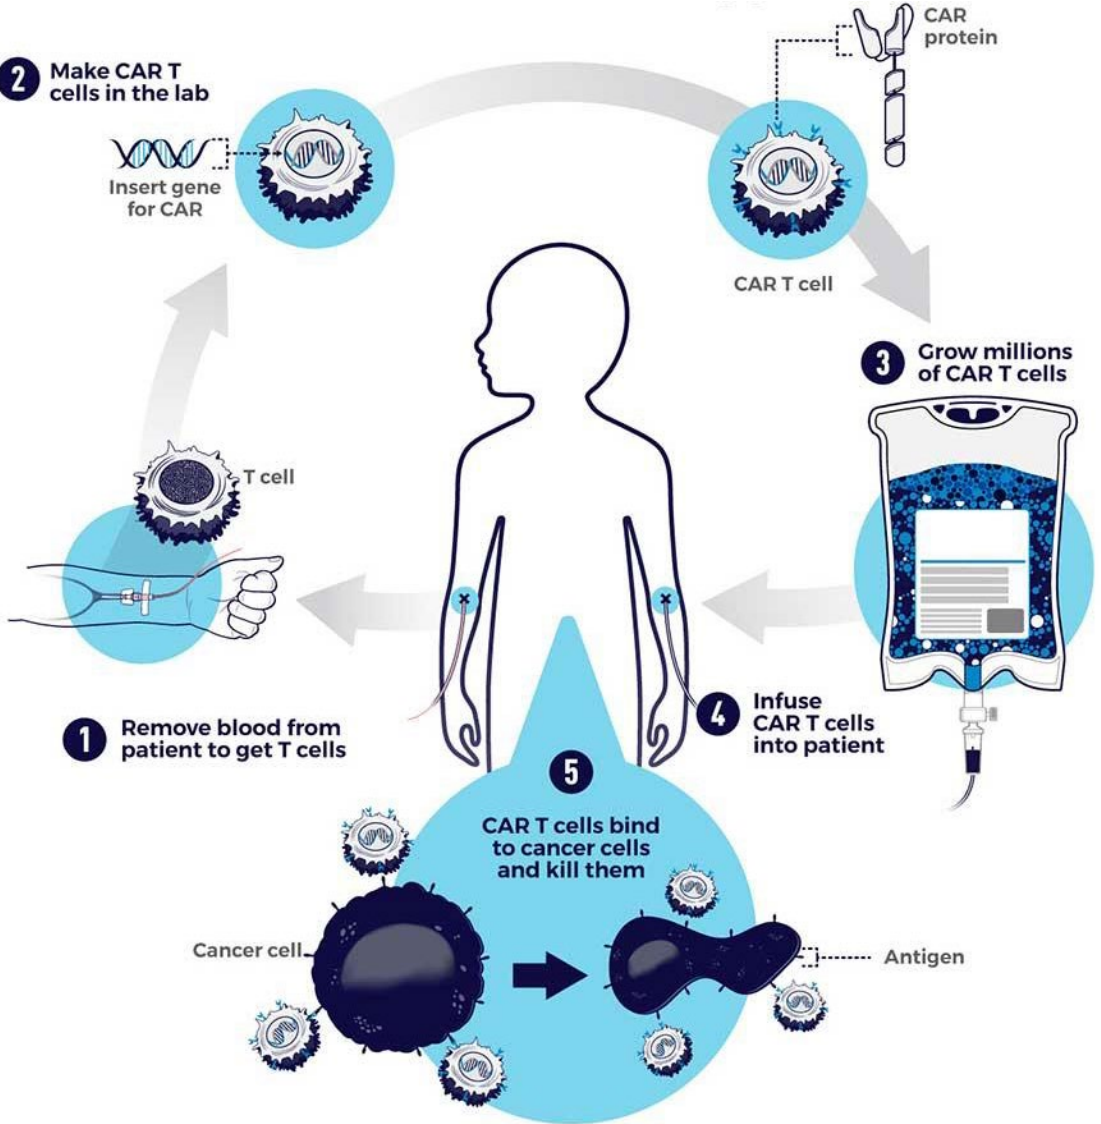 CAR
protein
2 Make CAR T
cells in the lab
Insert gene
for CAR
CAR T cell
3 Grow millions
of CAR T cells
T cell
1 Remove blood from
patient to get T cells
4 Infuse
CAR T cells
into patient
5
CAR T cells bind
to cancer cells
and kill them
Cancer cell
Antigen